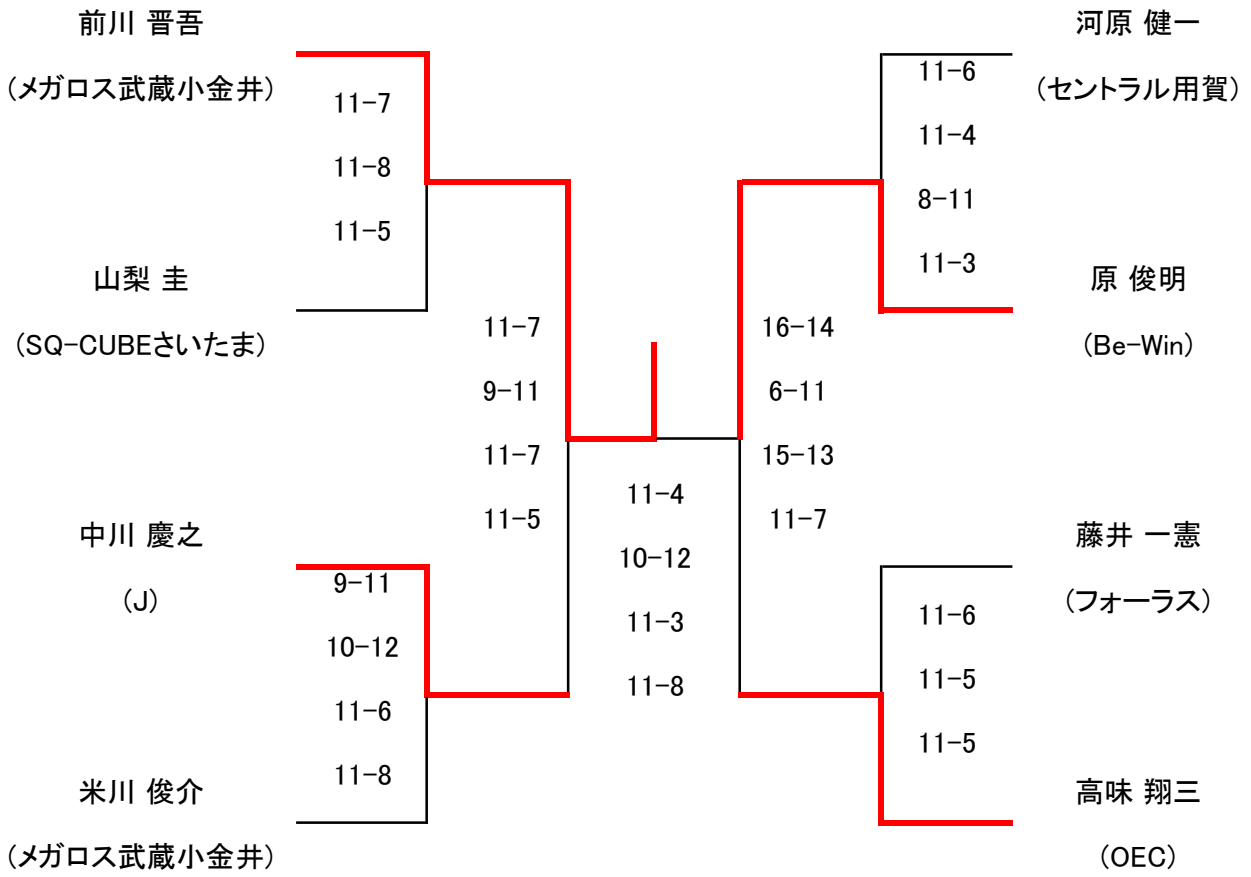 前川 晋吾
(メガロス武蔵小金井)
11-7
11-8
11-5
山梨 圭
(SQ-CUBEさいたま)
11-7
9-11
11-7
11-5
中川 慶之
(J)
9-11
10-12
11-6
11-8
米川 俊介
(メガロス武蔵小金井)
11-4
10-12
11-3
11-8
河原 健一
(セントラル用賀)
11-6
11-4
8-11
11-3
原 俊明
(Be-Win)
16-14
6-11
15-13
11-7
藤井 一憲
(フォーラス)
11-6
11-5
11-5
高味 翔三
(OEC)